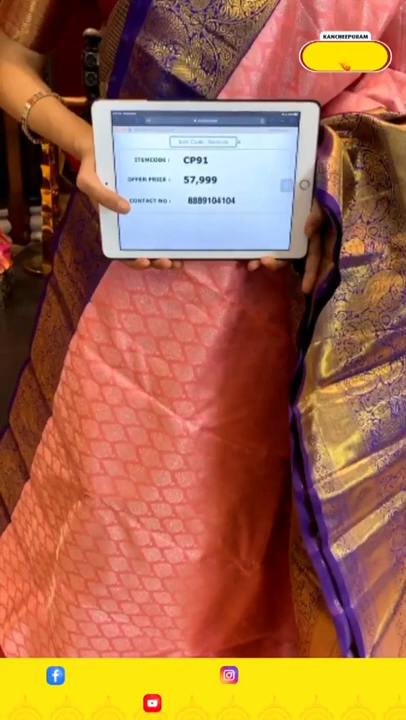 KANCHEEPURAM
ITEMCODE : CP91
OFFER PRICE : 57,999
CONTACT NO : 8889104104